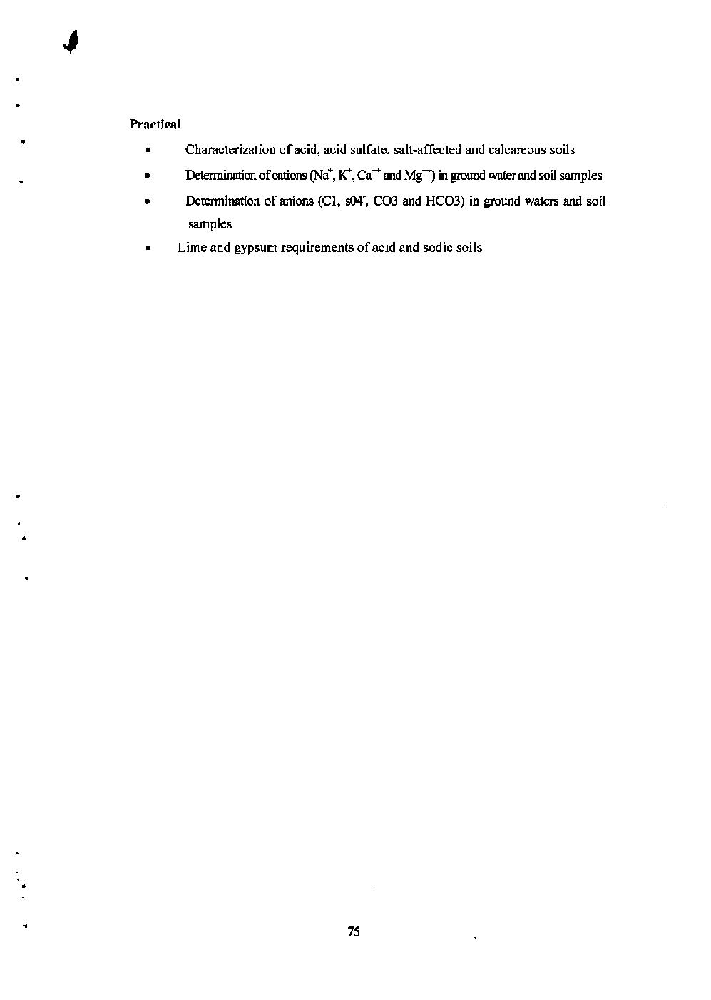 Practical
▪ Characterization of acid, acid sulfate, salt-affected and calcareous soils
• Determination of cations (Na⁺, K⁺, Ca⁺⁺ and Mg⁺⁺) in ground water and soil samples
• Determination of anions (C1, s04⁻, CO3 and HCO3) in ground waters and soil
samples
▪ Lime and gypsum requirements of acid and sodic soils
75